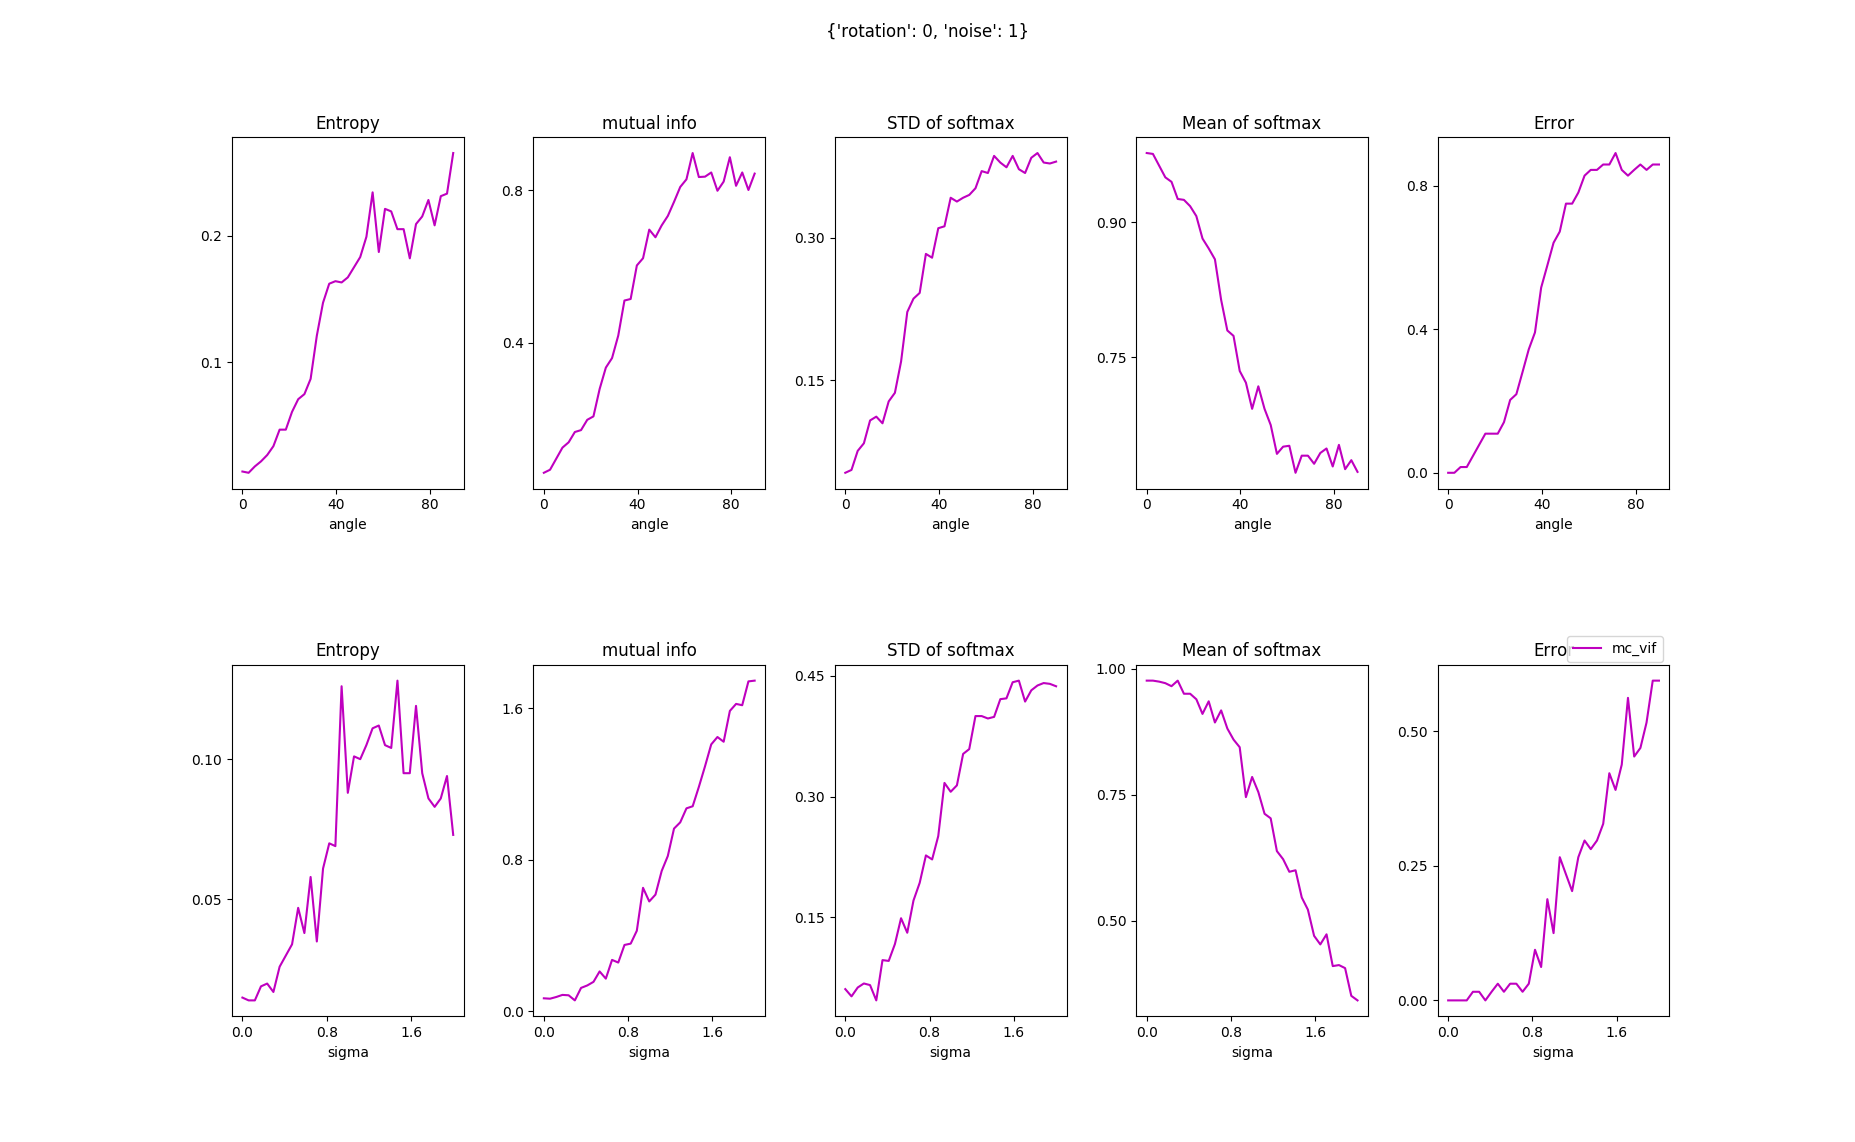 {'rotation': 0, 'noise': 1}
Entropy
mutual info
STD of softmax
Mean of softmax
Error
0.2
0.1
0.8
0.4
0.30
0.15
0.90
0.75
0.8
0.4
0.0
0 40 80
0 40 80
0 40 80
0 40 80
0 40 80
angle
angle
angle
angle
angle
Entropy
mutual info
STD of softmax
Mean of softmax
Error
mc_vif
0.10
0.05
1.6
0.8
0.0
0.45
0.30
0.15
1.00
0.75
0.50
0.50
0.25
0.00
0.0 0.8 1.6
0.0 0.8 1.6
0.0 0.8 1.6
0.0 0.8 1.6
0.0 0.8 1.6
sigma
sigma
sigma
sigma
sigma